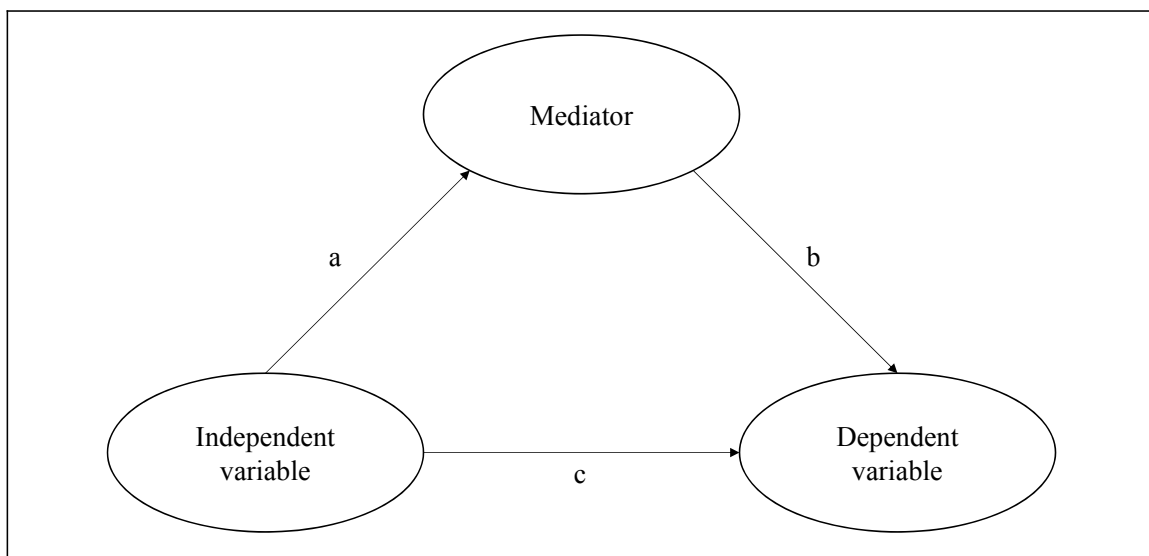 Mediator
a
b
Independent
variable
c
Dependent
variable